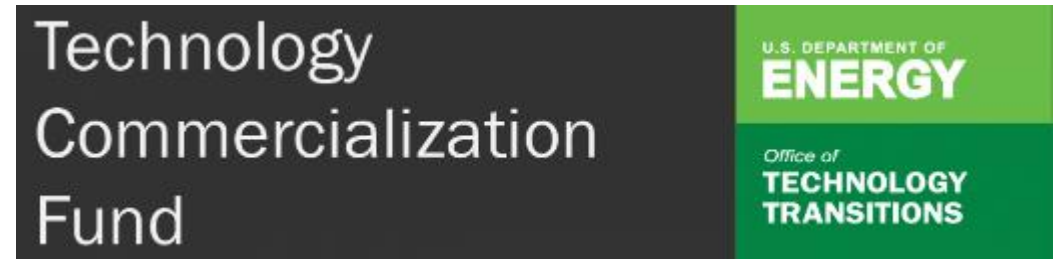 Technology
Commercialization
Fund
U.S. DEPARTMENT OF
ENERGY
Office of
TECHNOLOGY
TRANSITIONS